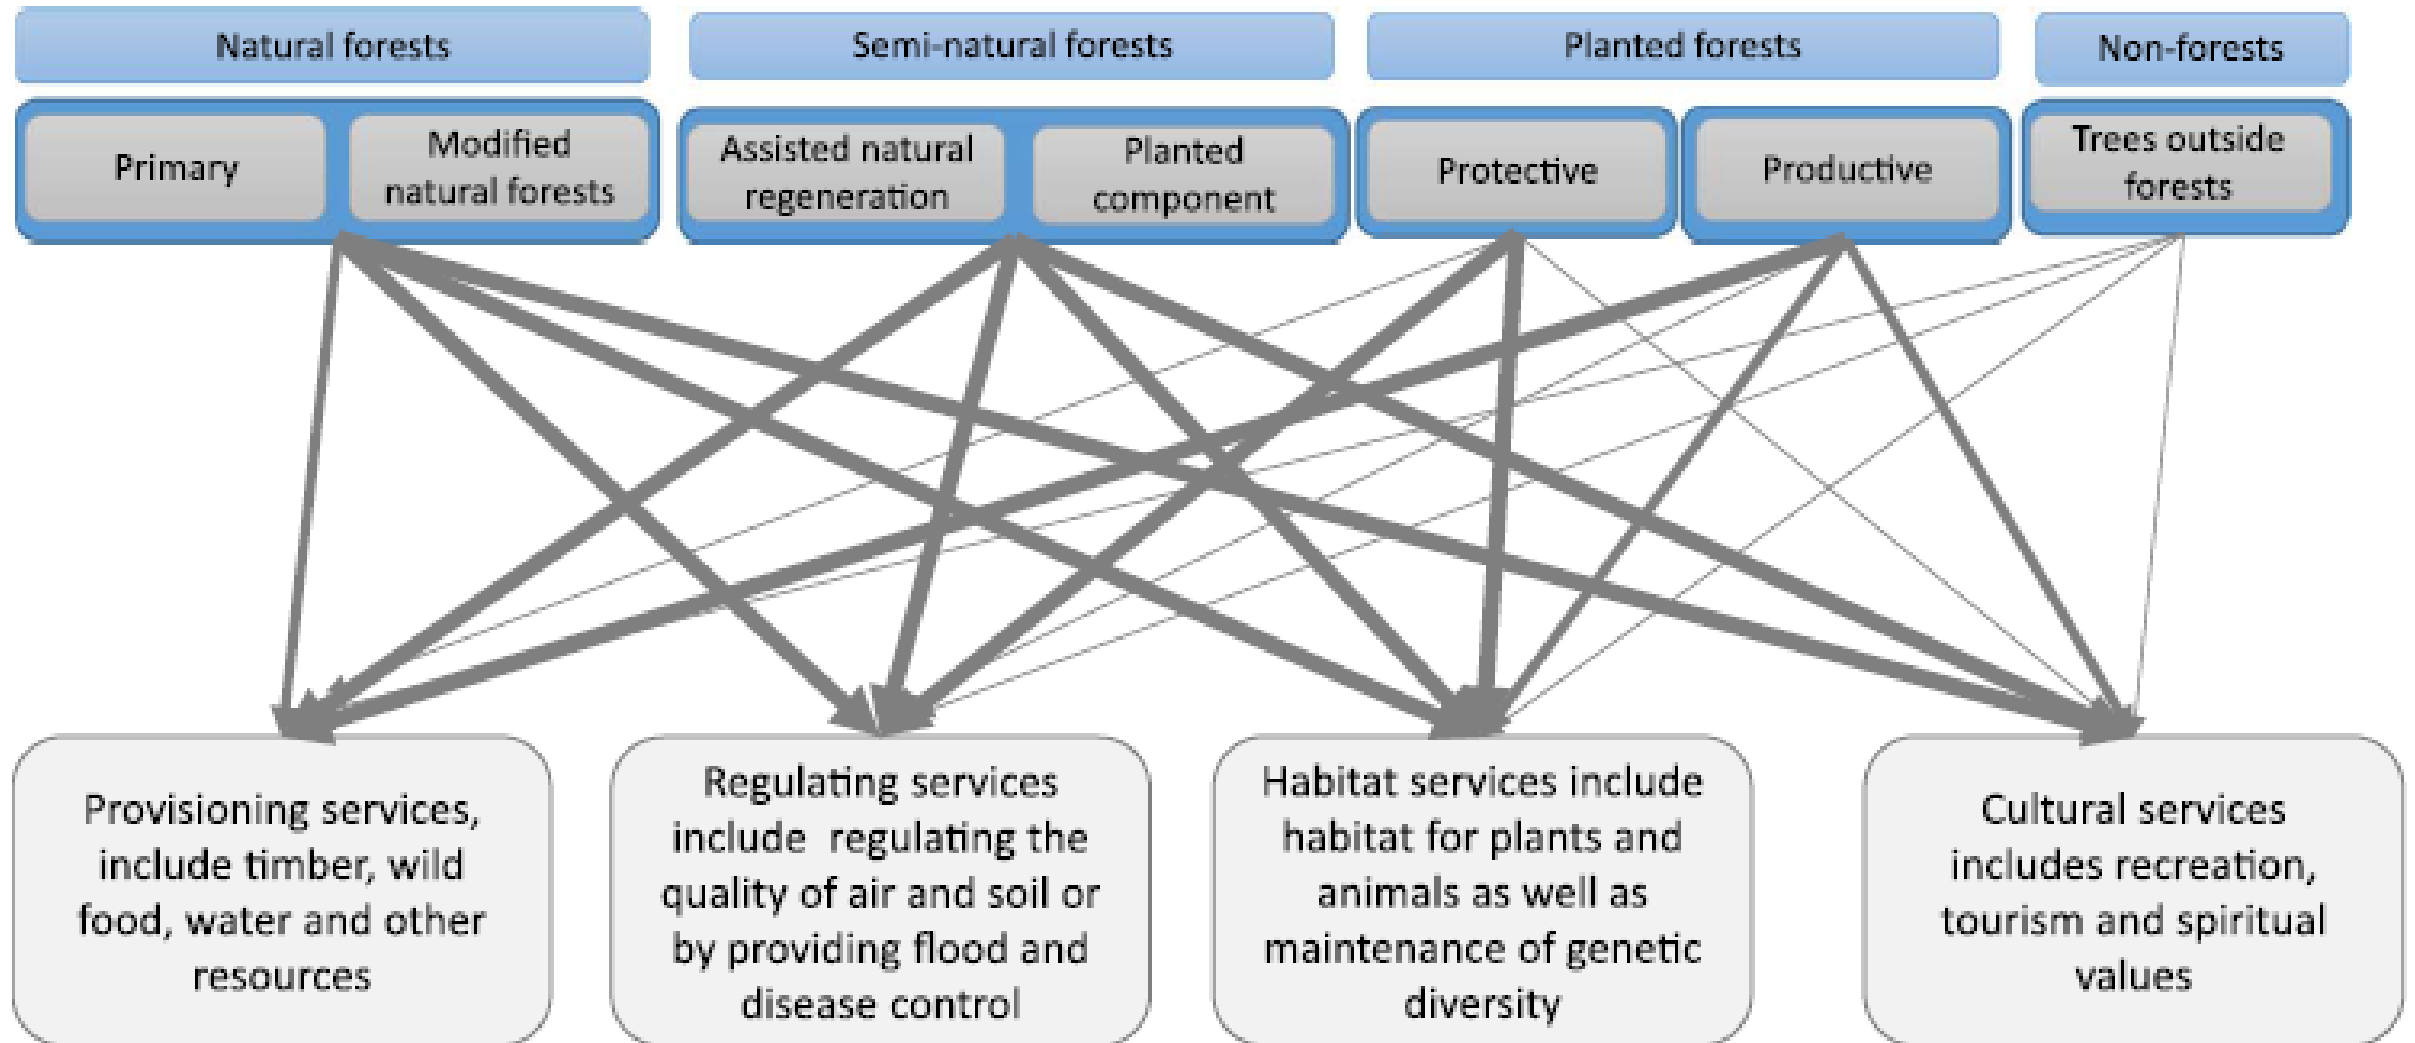 Natural forests
Semi-natural forests
Planted forests
Non-forests
Primary
Modified
natural forests
Assisted natural
regeneration
Planted
component
Protective
Productive
Trees outside
forests
Provisioning services,
include timber, wild
food, water and other
resources
Regulating services
include regulating the
quality of air and soil or
by providing flood and
disease control
Habitat services include
habitat for plants and
animals as well as
maintenance of genetic
diversity
Cultural services
includes recreation,
tourism and spiritual
values